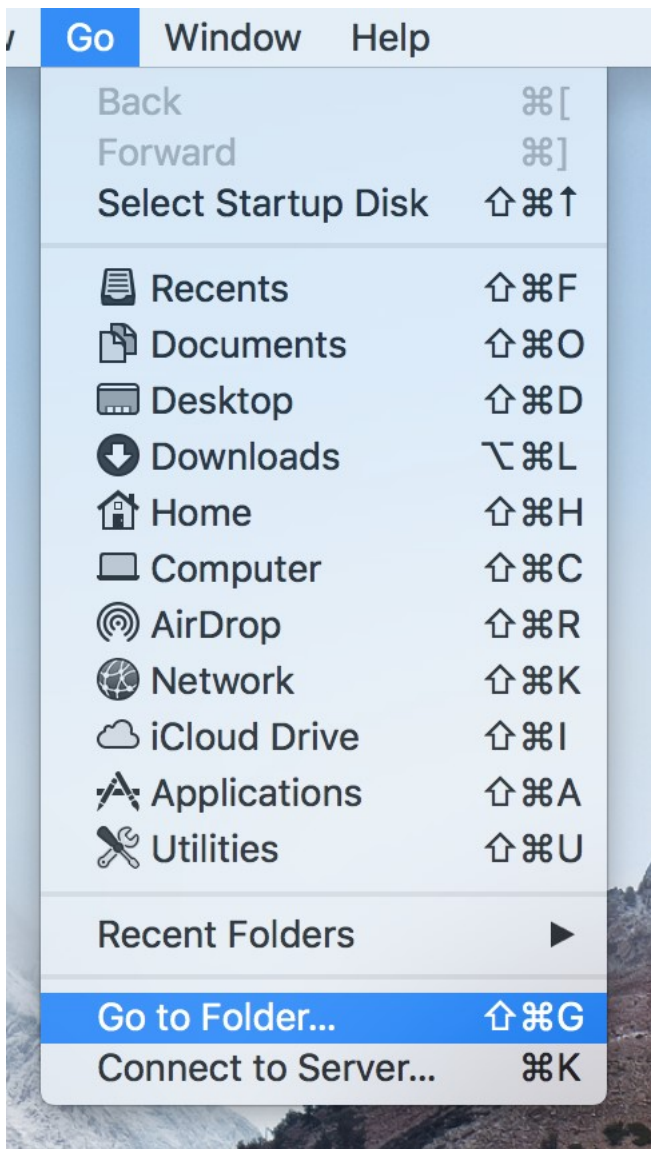 Go Window Help
Back ⌘[
Forward ⌘]
Select Startup Disk ⇧⌘↑
Recents ⇧⌘F
Documents ⇧⌘O
Desktop ⇧⌘D
Downloads ⌥⌘L
Home ⇧⌘H
Computer ⇧⌘C
AirDrop ⇧⌘R
Network ⇧⌘K
iCloud Drive ⇧⌘I
Applications ⇧⌘A
Utilities ⇧⌘U
Recent Folders ▶
Go to Folder... ⇧⌘G
Connect to Server... ⌘K